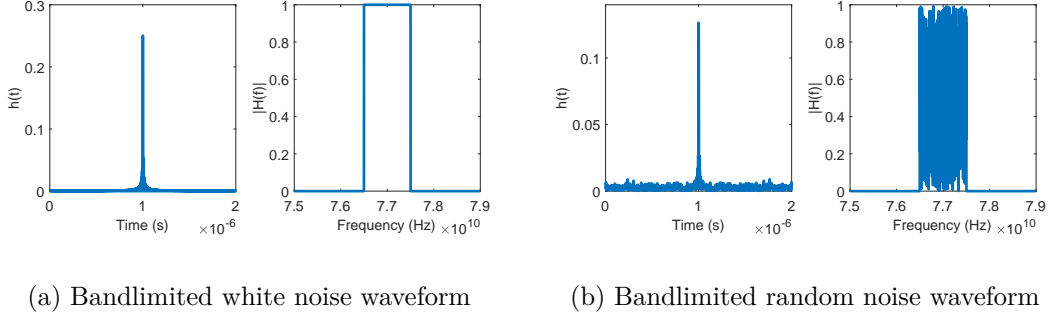 0.3
0.2
0.1
0
h(t)
0 1 2
Time (s) ×10⁻⁶
1
0.8
0.6
0.4
0.2
0
|H(f)|
7.5 7.6 7.7 7.8 7.9
Frequency (Hz) ×10¹⁰
0.1
0.05
0
h(t)
0 1 2
Time (s) ×10⁻⁶
1
0.8
0.6
0.4
0.2
0
|H(f)|
7.5 7.6 7.7 7.8 7.9
Frequency (Hz) ×10¹⁰
(a) Bandlimited white noise waveform
(b) Bandlimited random noise waveform